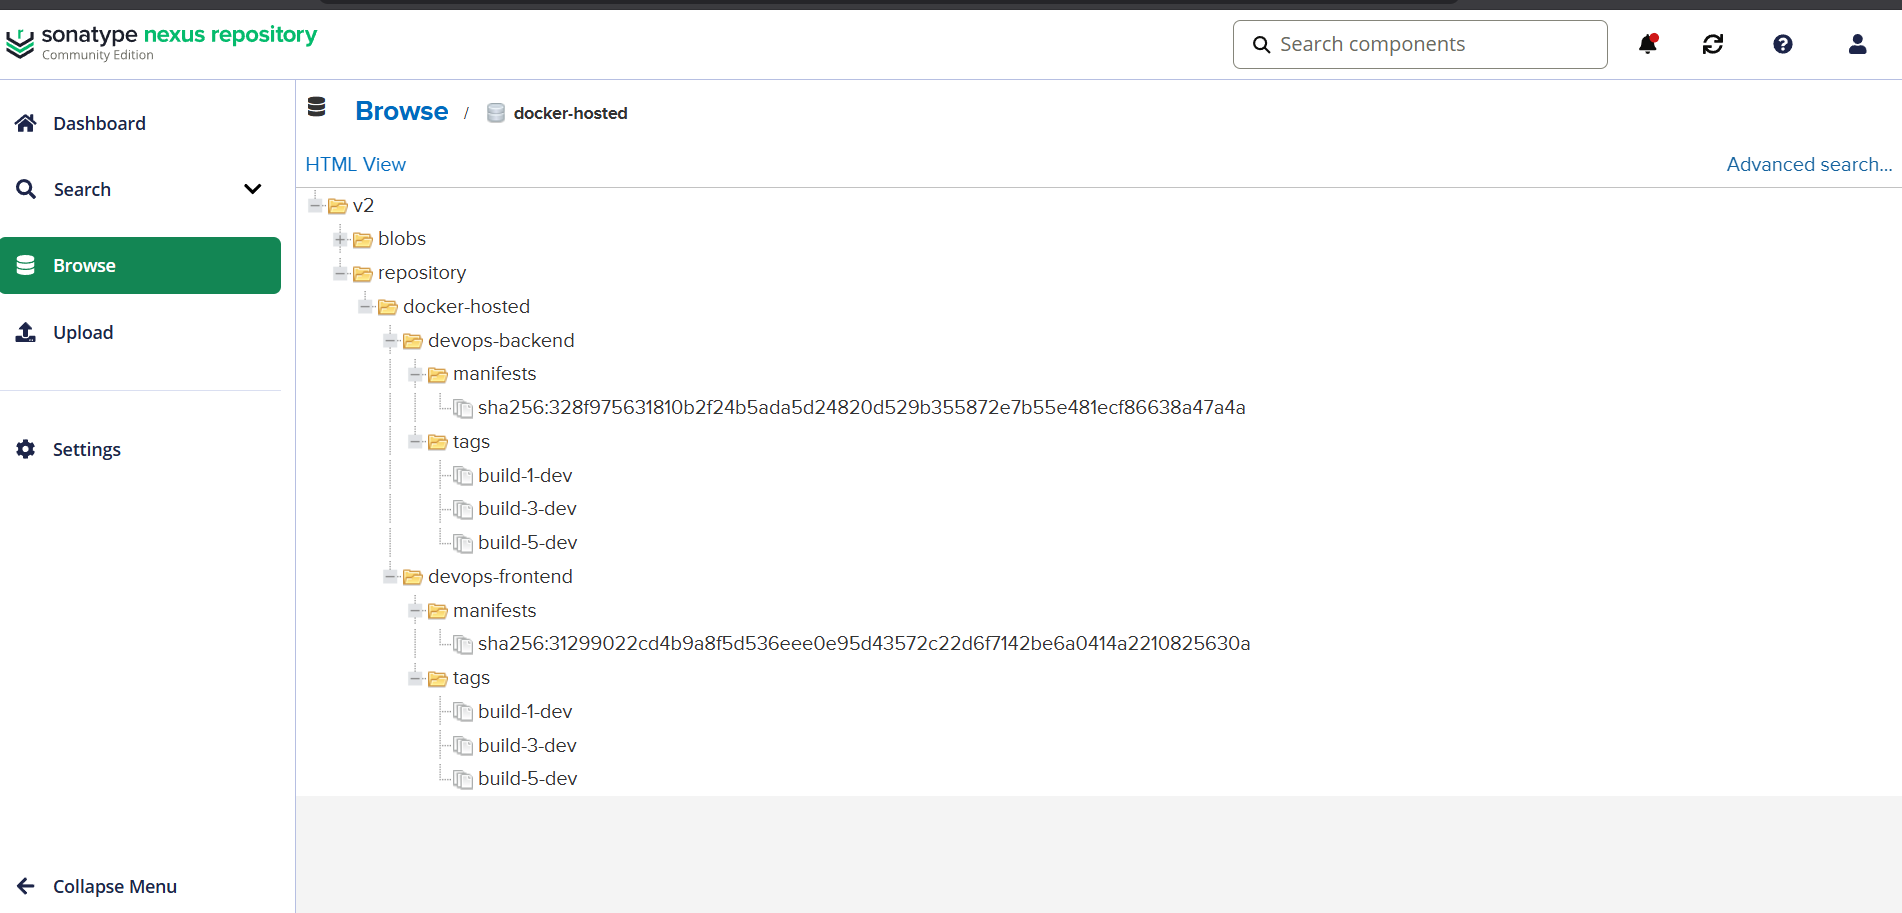 sonatype nexus repository
Community Edition
Search components
Dashboard
Search
Browse
Upload
Settings
Collapse Menu
Browse / docker-hosted
HTML View
Advanced search...
v2
blobs
repository
docker-hosted
devops-backend
manifests
sha256:328f975631810b2f24b5ada5d24820d529b355872e7b55e481ecf86638a47a4a
tags
build-1-dev
build-3-dev
build-5-dev
devops-frontend
manifests
sha256:31299022cd4b9a8f5d536eee0e95d43572c22d6f7142be6a0414a2210825630a
tags
build-1-dev
build-3-dev
build-5-dev